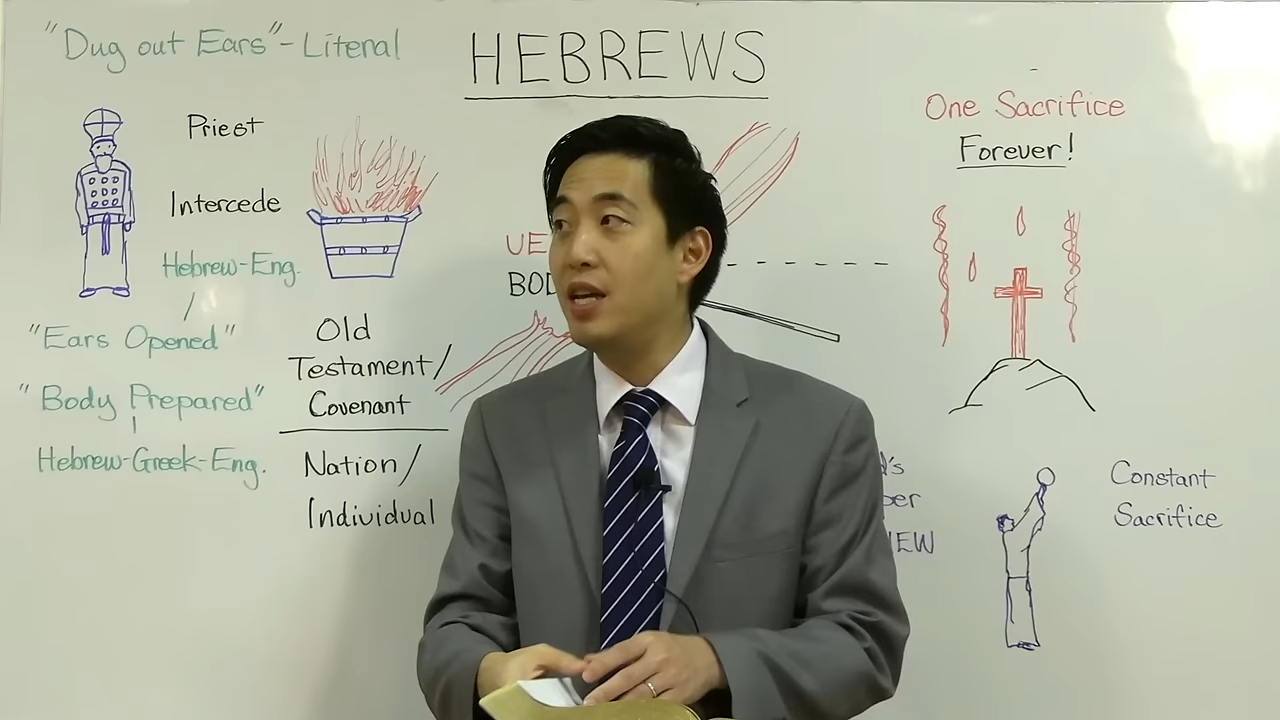 "Dug out Ears"-Literal
HEBREWS
Priest
Intercede
Hebrew-Eng.
"Ears Opened"
"Body Prepared"
Hebrew-Greek-Eng.
Old
Testament/
Covenant
Nation/
Individual
One Sacrifice
Forever!
Constant
Sacrifice